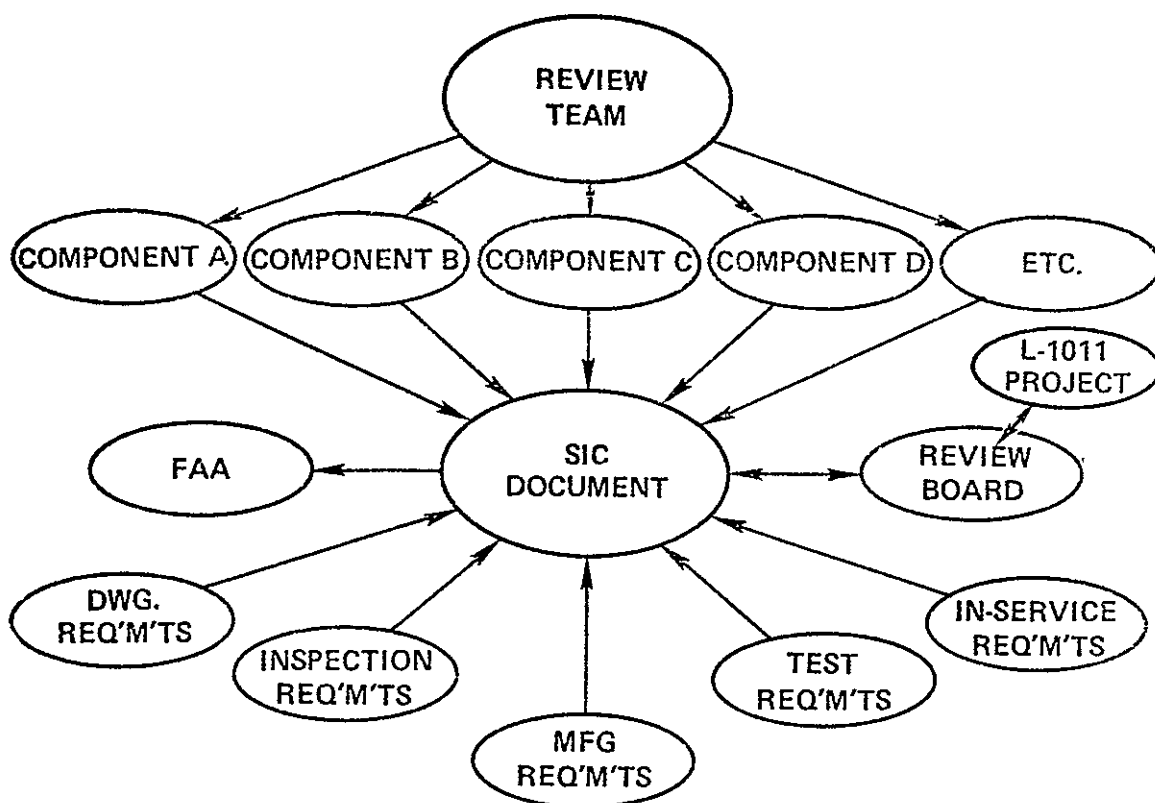 REVIEW
TEAM
COMPONENT A
COMPONENT B
COMPONENT C
COMPONENT D
ETC.
L-1011
PROJECT
FAA
SIC
DOCUMENT
REVIEW
BOARD
DWG.
REQ'M'TS
INSPECTION
REQ'M'TS
MFG
REQ'M'TS
TEST
REQ'M'TS
IN-SERVICE
REQ'M'TS